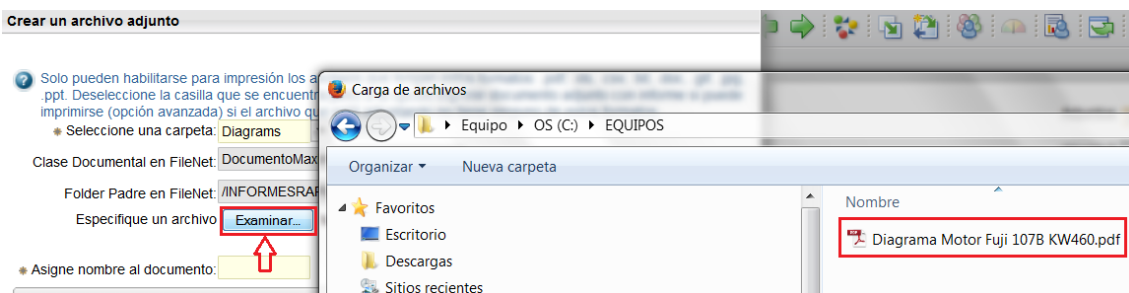 Crear un archivo adjunto
Solo pueden habilitarse para impresión los
.ppt. Deseleccione la casilla que se encuentr
imprimirse (opción avanzada) si el archivo qu
Seleccione una carpeta: Diagrams
Clase Documental en FileNet: DocumentoMax
Folder Padre en FileNet: /INFORMESRAP
Especifique un archivo Examinar...
Asigne nombre al documento:
Carga de archivos
Equipo OS (C:) EQUIPOS
Organizar Nueva carpeta
Favoritos
Escritorio
Descargas
Sitios recientes
Nombre
Diagrama Motor Fuji 107B KW460.pdf